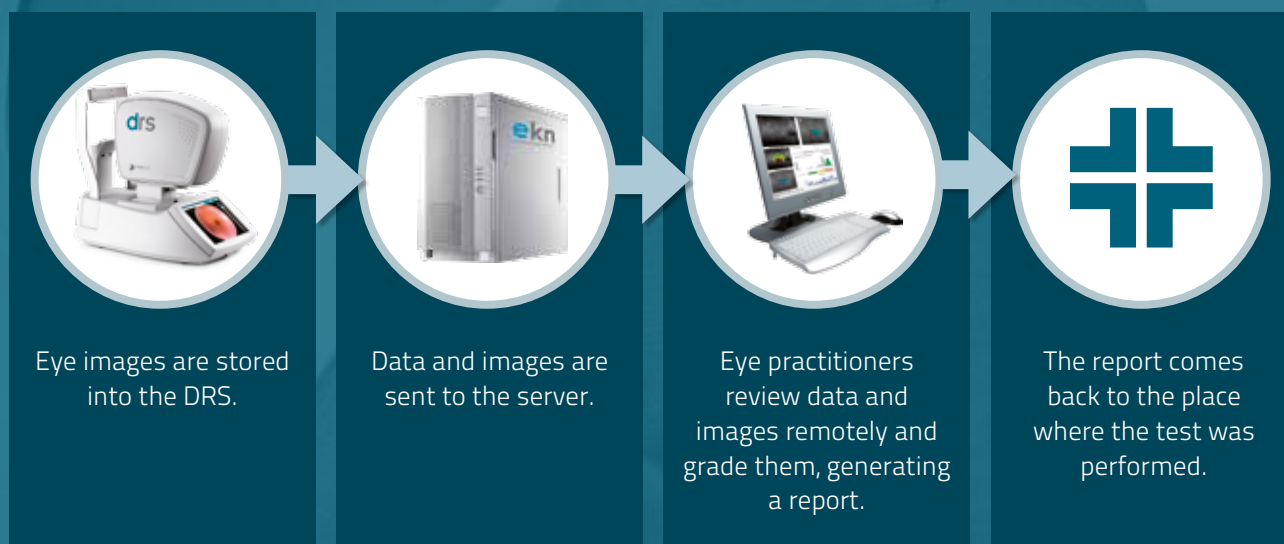 drs
ekn
Eye images are stored
into the DRS.
Data and images are
sent to the server.
Eye practitioners
review data and
images remotely and
grade them, generating
a report.
The report comes
back to the place
where the test was
performed.